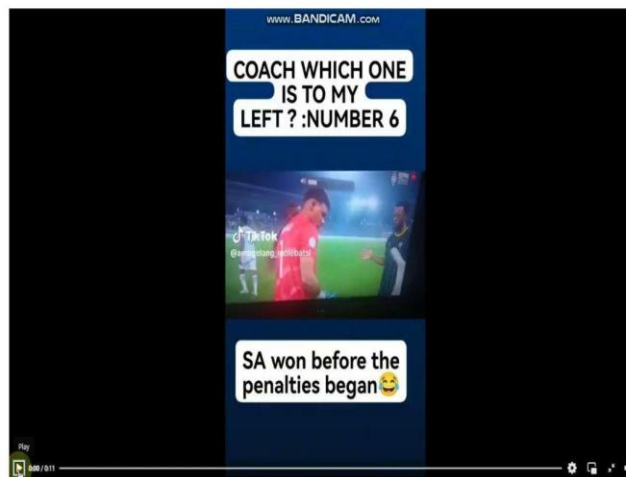 www.BANDICAM.COM
COACH WHICH ONE
IS TO MY
LEFT ? :NUMBER 6
TikTok
SA won before the
penalties began😂
Play
0:00 / 0:11